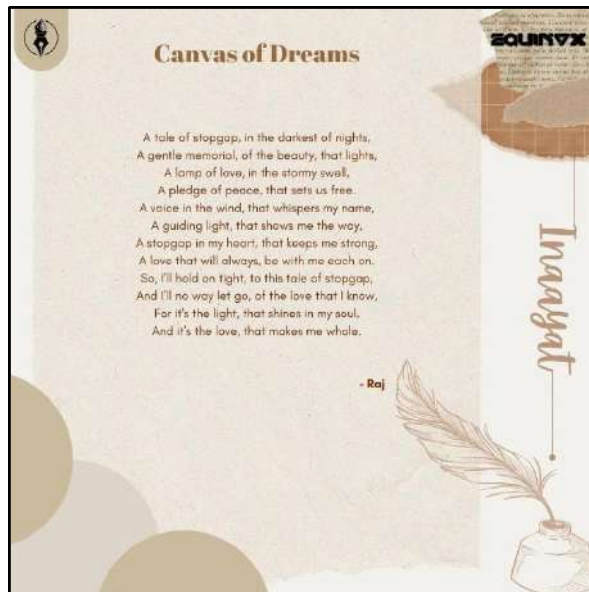 Canvas of Dreams
EQUINVX
A tale of stopgap, in the darkest of nights,
A gentle memorial, of the beauty, that lights,
A lamp of love, in the stormy swell,
A pledge of peace, that sets us free.
A voice in the wind, that whispers my name,
A guiding light, that shows me the way,
A stopgap in my heart, that keeps me strong,
A love that will always, be with me each on.
So, I'll hold on tight, to this tale of stopgap,
And I'll no way let go, of the love that I know,
For it's the light, that shines in my soul,
And it's the love, that makes me whole.
- Raj
Inaayat